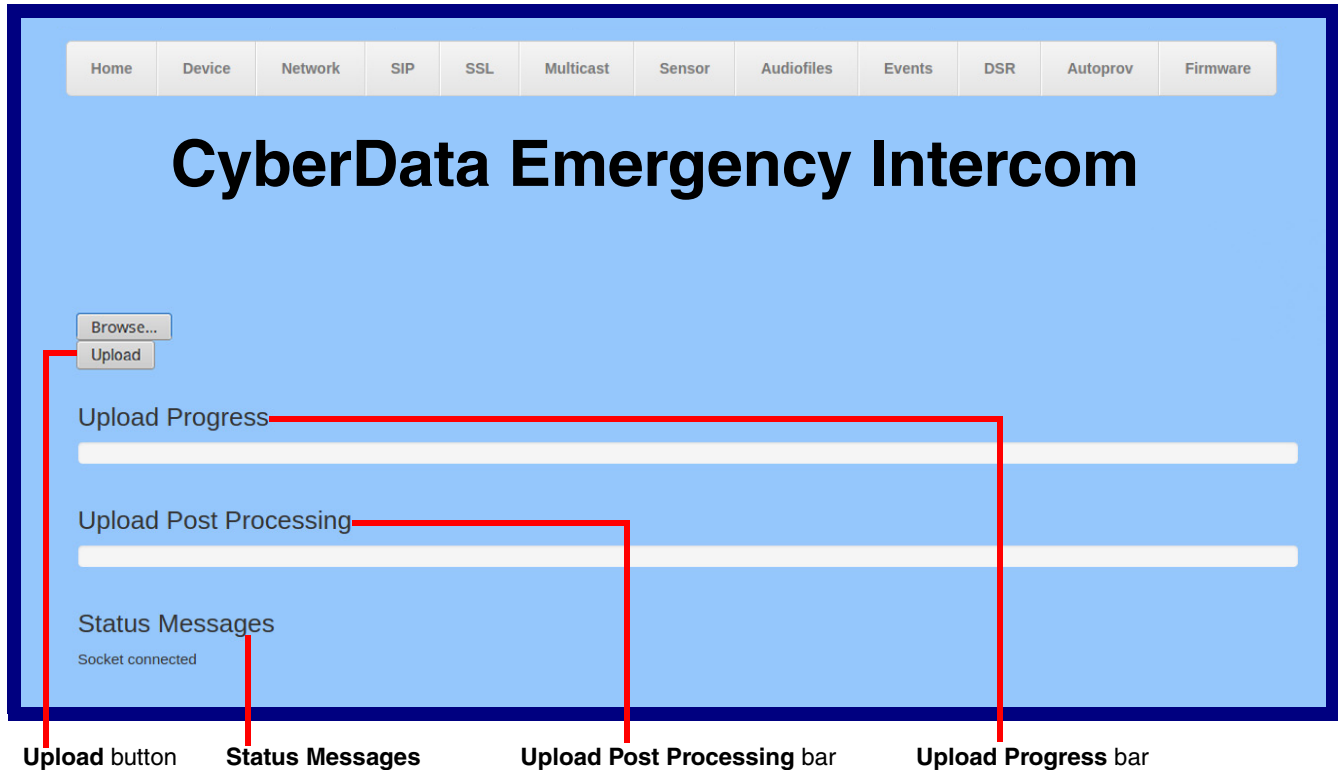 Home Device Network SIP SSL Multicast Sensor Audiofiles Events DSR Autoprov Firmware
CyberData Emergency Intercom
Browse...
Upload
Upload Progress
Upload Post Processing
Status Messages
Socket connected
Upload button Status Messages Upload Post Processing bar Upload Progress bar